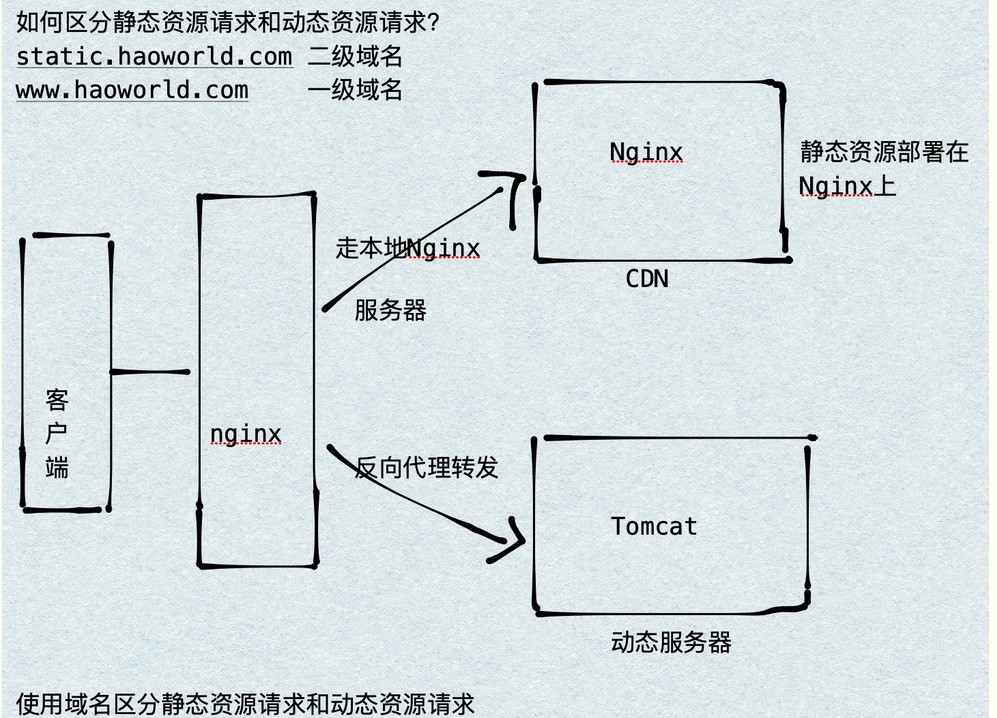 如何区分静态资源请求和动态资源请求？
static.haoworld.com 二级域名
www.haoworld.com 一级域名
Nginx
静态资源部署在
Nginx上
走本地Nginx
服务器
CDN
客
户
端
nginx
反向代理转发
Tomcat
动态服务器
使用域名区分静态资源请求和动态资源请求